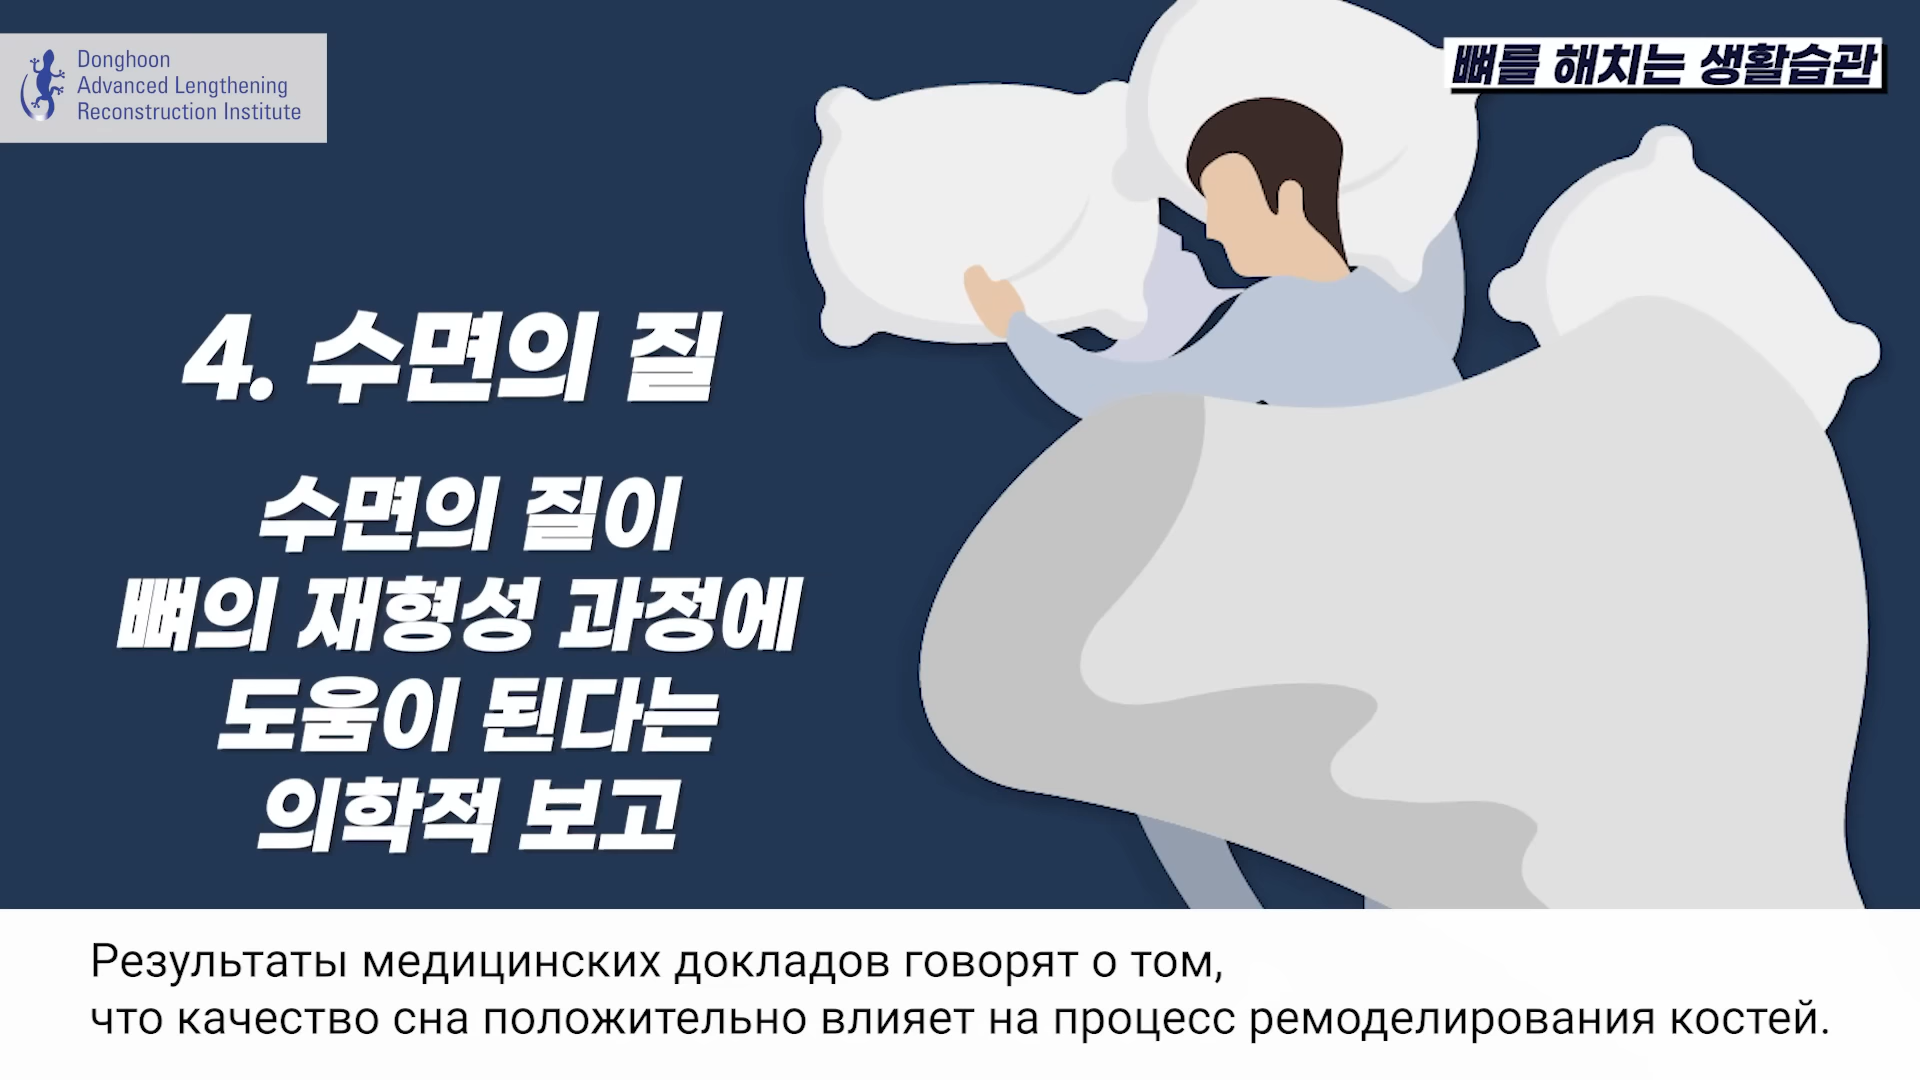 Donghoon
Advanced Lengthening
Reconstruction Institute
뼈를 해치는 생활습관
4. 수면의 질
수면의 질이
뼈의 재형성 과정에
도움이 된다는
의학적 보고
Результаты медицинских докладов говорят о том,
что качество сна положительно влияет на процесс ремоделирования костей.